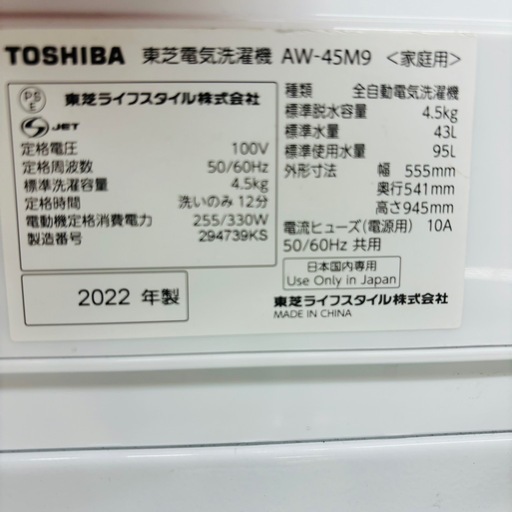 TOSHIBA 東芝電気洗濯機 AW-45M9 <家庭用>
PS
E
東芝ライフスタイル株式会社
S JET
定格電圧 100V
定格周波数 50/60Hz
標準洗濯容量 4.5kg
定格時間 洗いのみ 12分
電動機定格消費電力 255/330W
製造番号 294739KS
2022 年製
種類 全自動電気洗濯機
標準脱水容量 4.5kg
標準水量 43L
標準使用水量 95L
外形寸法 幅 555mm
奥行541mm
高さ945mm
電流ヒューズ(電源用) 10A
50/60Hz 共用
日本国内専用
Use Only in Japan
東芝ライフスタイル株式会社
MADE IN CHINA